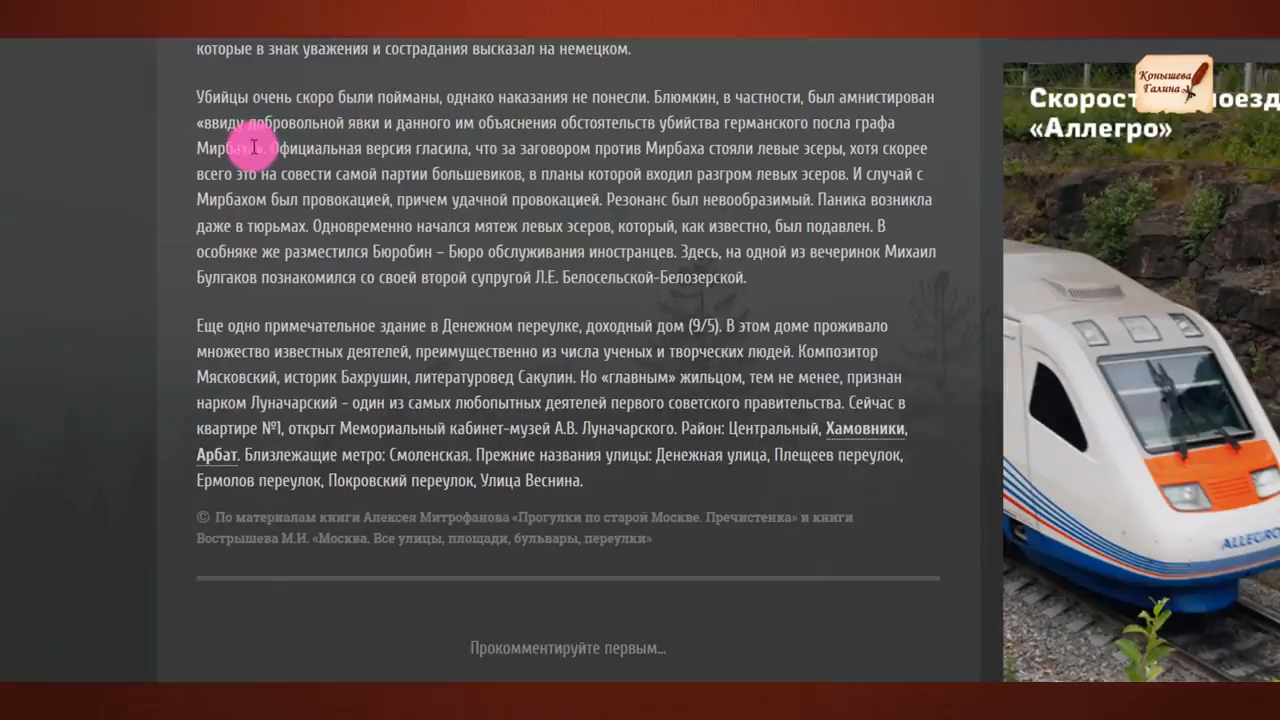 которые в знак уважения и сострадания высказал на немецком.
Убийцы очень скоро были пойманы, однако наказания не понесли. Блюмкин, в частности, был амнистирован
«ввиду добровольной явки и данного им объяснения обстоятельств убийства германского посла графа
Официальная версия гласила, что за заговором против Мирбаха стояли левые эсеры, хотя скорее
всего это на совести самой партии большевиков, в планы которой входил разгром левых эсеров. И случай с
Мирбахом был провокацией, причем удачной провокацией. Резонанс был невообразимый. Паника возникла
даже в тюрьмах. Одновременно начался мятеж левых эсеров, который, как известно, был подавлен. В
особняке же разместился Бюробин – Бюро обслуживания иностранцев. Здесь, на одной из вечеринок Михаил
Булгаков познакомился со своей второй супругой Л.Е. Белосельской-Белозерской.
Еще одно примечательное здание в Денежном переулке, доходный дом (9/5). В этом доме проживало
множество известных деятелей, преимущественно из числа ученых и творческих людей. Композитор
Мясковский, историк Бахрушин, литературовед Сакулин. Но «главным» жильцом, тем не менее, признан
нарком Луначарский - один из самых любопытных деятелей первого советского правительства. Сейчас в
квартире №1, открыт Мемориальный кабинет-музей А.В. Луначарского. Район: Центральный, Хамовники,
Арбат. Близлежащие метро: Смоленская. Прежние названия улицы: Денежная улица, Плещеев переулок,
Ермолов переулок, Покровский переулок, Улица Веснина.
© По материалам книги Алексея Митрофанова «Прогулки по старой Москве. Пречистенка» и книги
Вострышева М.И. «Москва. Все улицы, площади, бульвары, переулки»
Прокомментируйте первым...
Конышева
Галина
«Аллегро»
ALLEGRO